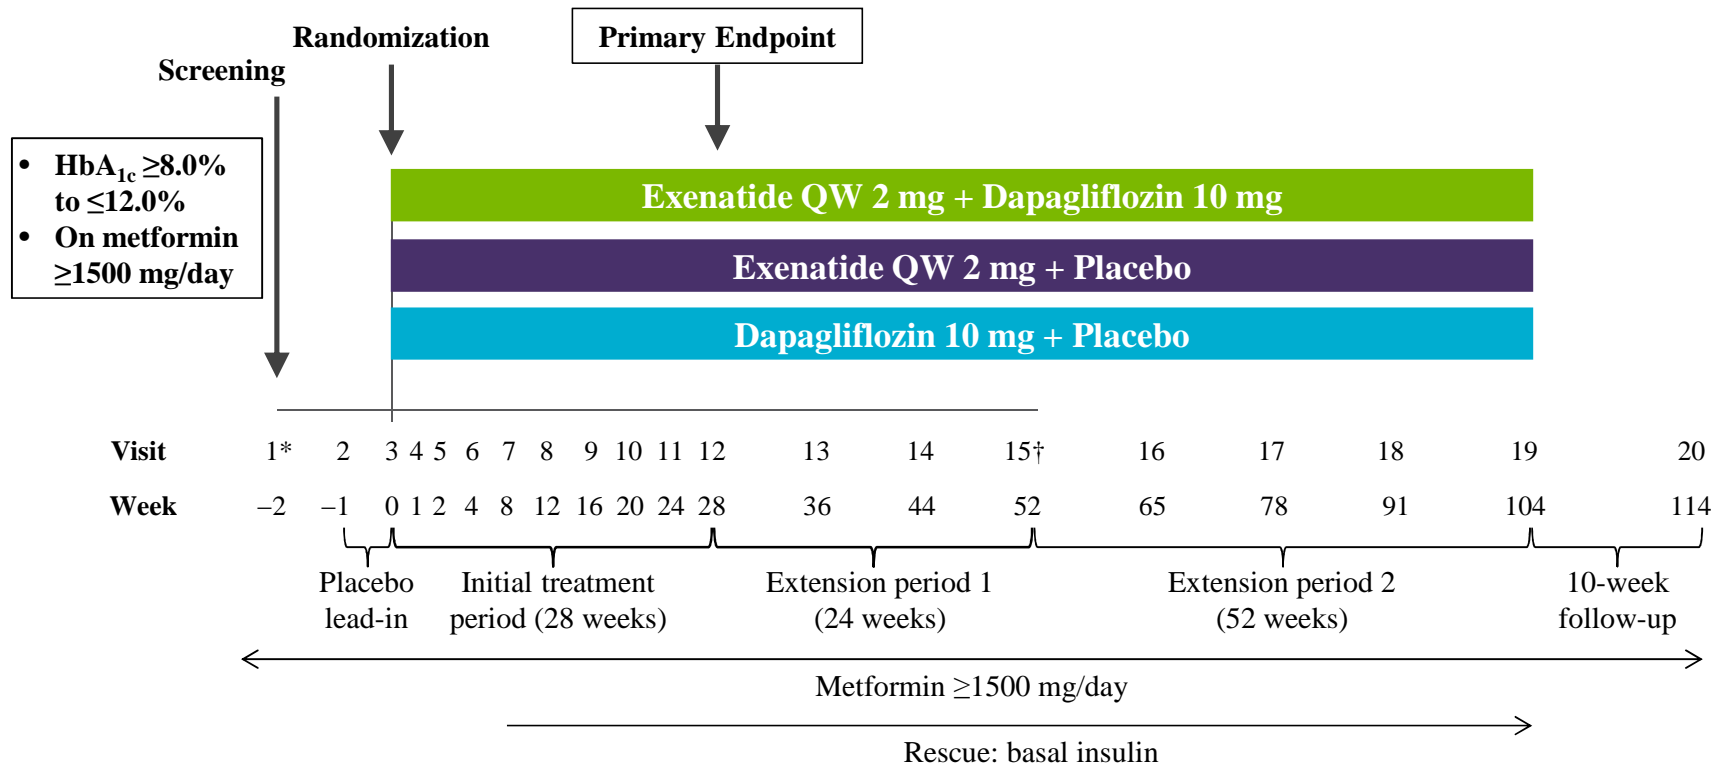 Randomization
Primary Endpoint
Screening
• HbA1c ≥8.0%
to ≤12.0%
• On metformin
≥1500 mg/day
Exenatide QW 2 mg + Dapagliflozin 10 mg
Exenatide QW 2 mg + Placebo
Dapagliflozin 10 mg + Placebo
Visit 1* 2 3 4 5 6 7 8 9 10 11 12 13 14 15† 16 17 18 19 20
Week −2 −1 0 1 2 4 8 12 16 20 24 28 36 44 52 65 78 91 104 114
Placebo
lead-in
Initial treatment
period (28 weeks)
Extension period 1
(24 weeks)
Extension period 2
(52 weeks)
10-week
follow-up
Metformin ≥1500 mg/day
Rescue: basal insulin